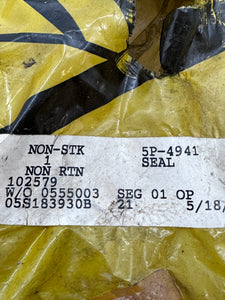 NON-STK 5P-4941
1 SEAL
NON RTN
102579
W/O 0555003 SEG 01 OP
05S183930B 21 5/18/